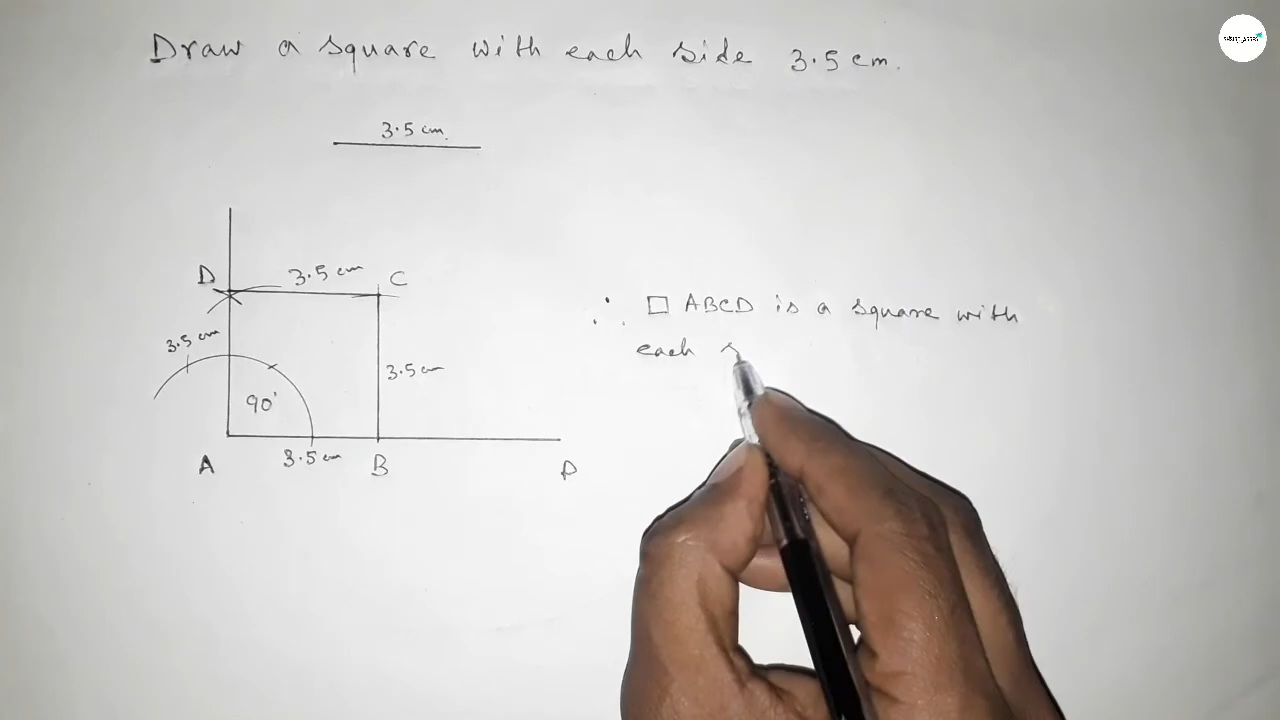 Draw a square with each side 3.5 cm.
3.5 cm.
D 3.5 cm C
3.5 cm
3.5 cm
90°
A 3.5 cm B P
∴ □ ABCD is a square with
each